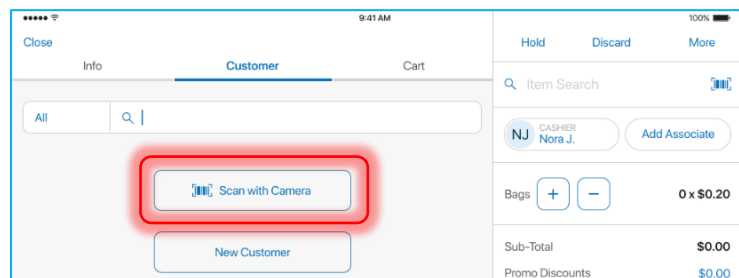 9:41 AM
100%
Close
Info
Customer
Cart
All
Scan with Camera
New Customer
Hold
Discard
More
Item Search
NJ
CASHIER
Nora J.
Add Associate
Bags + − 0 x $0.20
Sub-Total $0.00
Promo Discounts $0.00